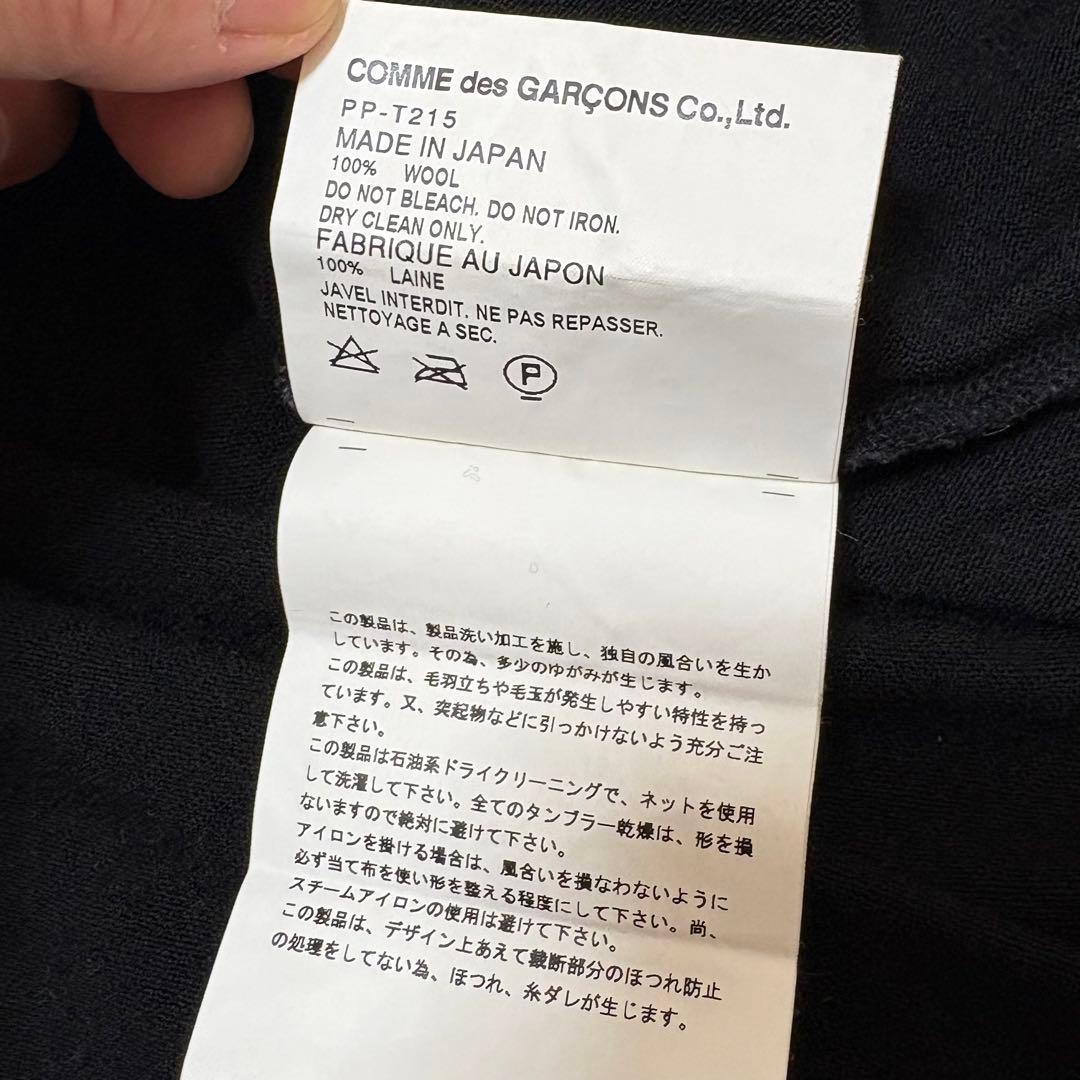 COMME des GARÇONS Co.,Ltd.
PP-T215
MADE IN JAPAN
100% WOOL
DO NOT BLEACH. DO NOT IRON.
DRY CLEAN ONLY.
FABRIQUE AU JAPON
100% LAINE
JAVEL INTERDIT. NE PAS REPASSER.
NETTOYAGE A SEC.
P
この製品は、製品洗い加工を施し、独自の風合いを生か
しています。その為、多少のゆがみが生じます。
この製品は、毛羽立ちや毛玉が発生しやすい特性を持っ
ています。又、突起物などに引っかけないよう充分ご注
意下さい。
この製品は石油系ドライクリーニングで、ネットを使用
して洗濯して下さい。全てのタンブラー乾燥は、形を損
ないますので絶対に避けて下さい。
アイロンを掛ける場合は、風合いを損なわないように
必ず当て布を使い形を整える程度にして下さい。尚、
スチームアイロンの使用は避けて下さい。
この製品は、デザイン上あえて裁断部分のほつれ防止
の処理をしてない為、ほつれ、糸ダレが生じます。